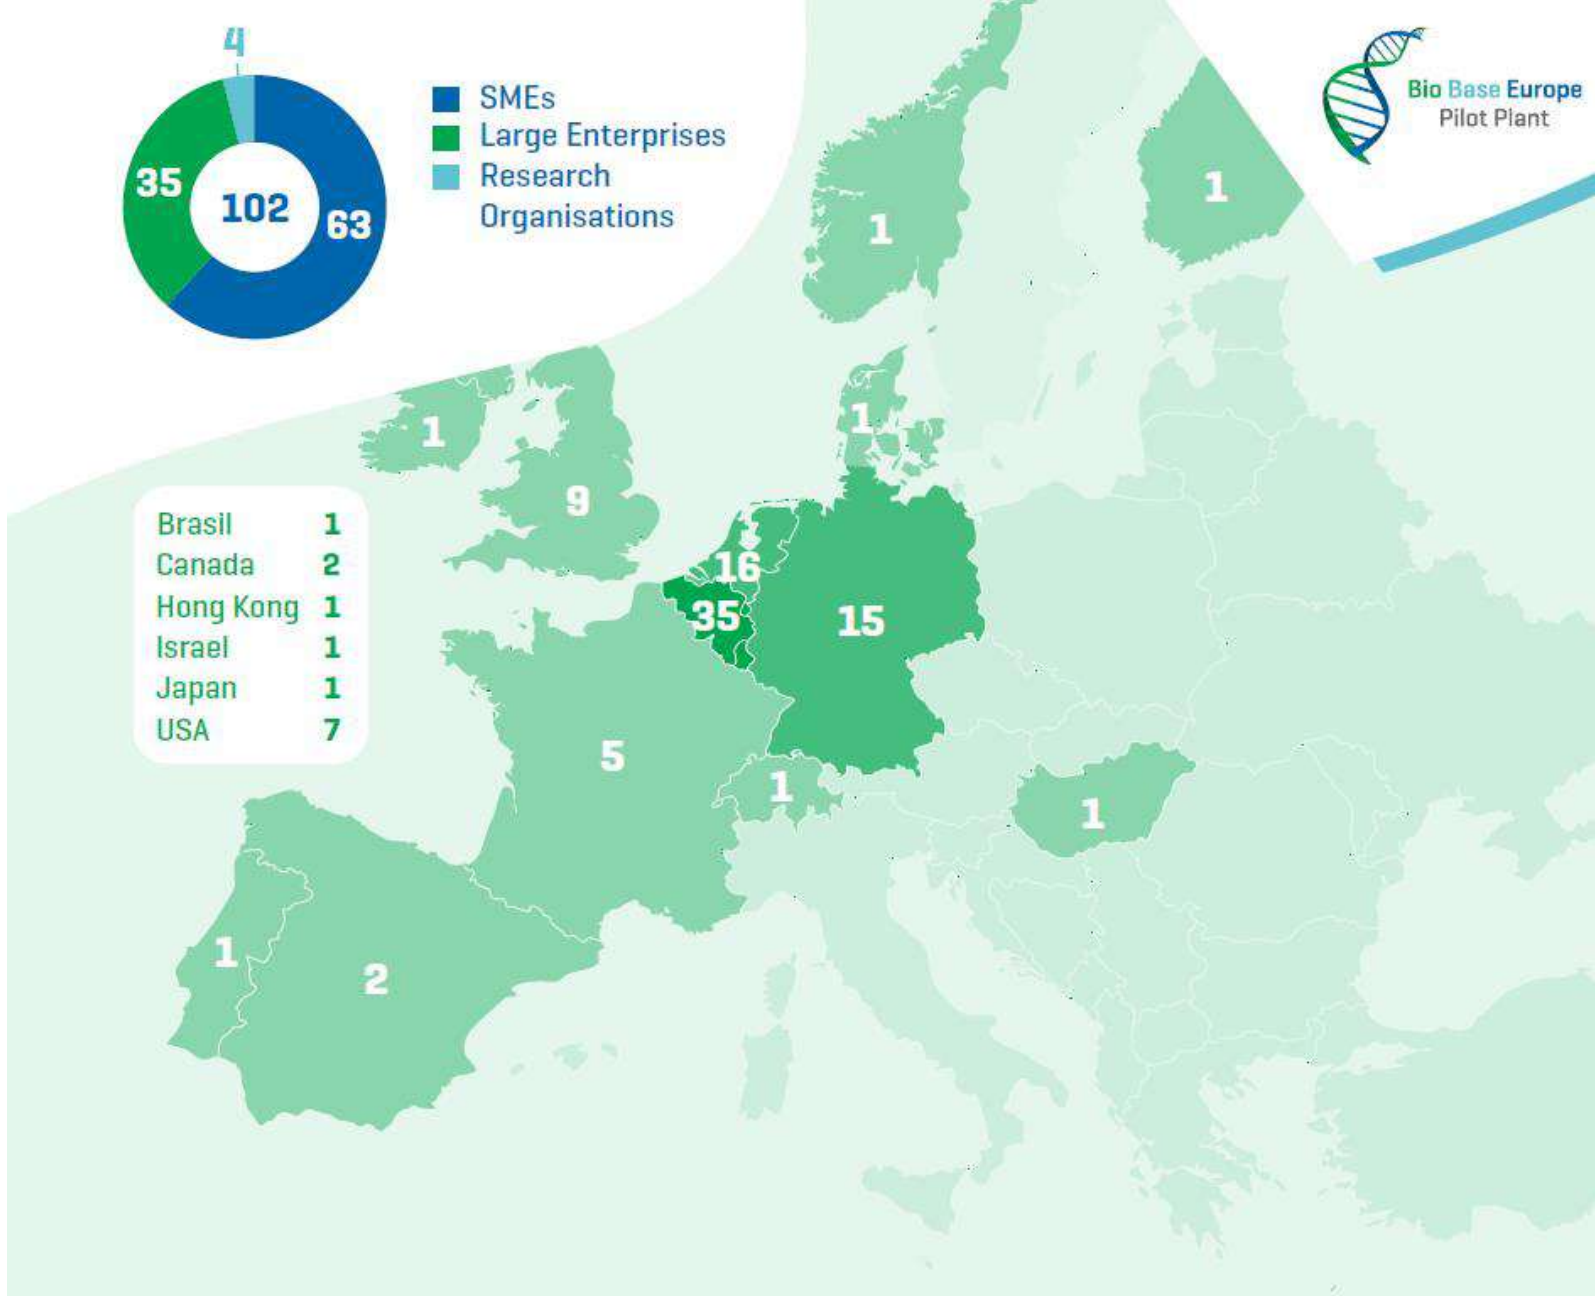 4
35
102
63
SMEs
Large Enterprises
Research
Organisations
Bio Base Europe
Pilot Plant
1
1
1
1
9
Brasil 1
Canada 2
Hong Kong 1
Israel 1
Japan 1
USA 7
16
35
15
5
1
1
1
2